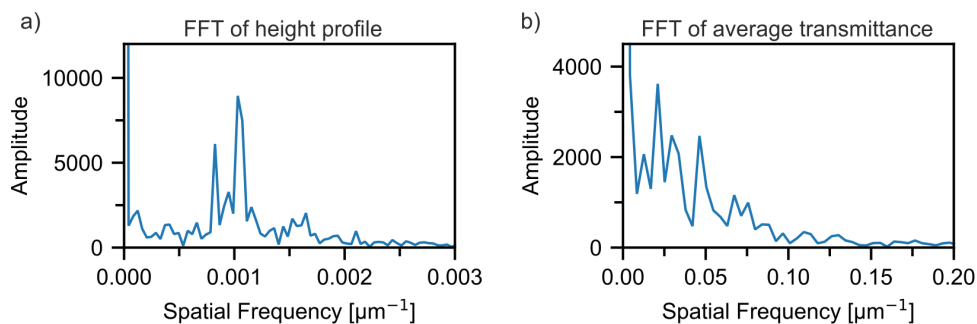 a)
FFT of height profile
Amplitude
10000
5000
0
0.000
0.001
0.002
0.003
Spatial Frequency [µm⁻¹]
b)
FFT of average transmittance
Amplitude
4000
2000
0
0.00
0.05
0.10
0.15
0.20
Spatial Frequency [µm⁻¹]